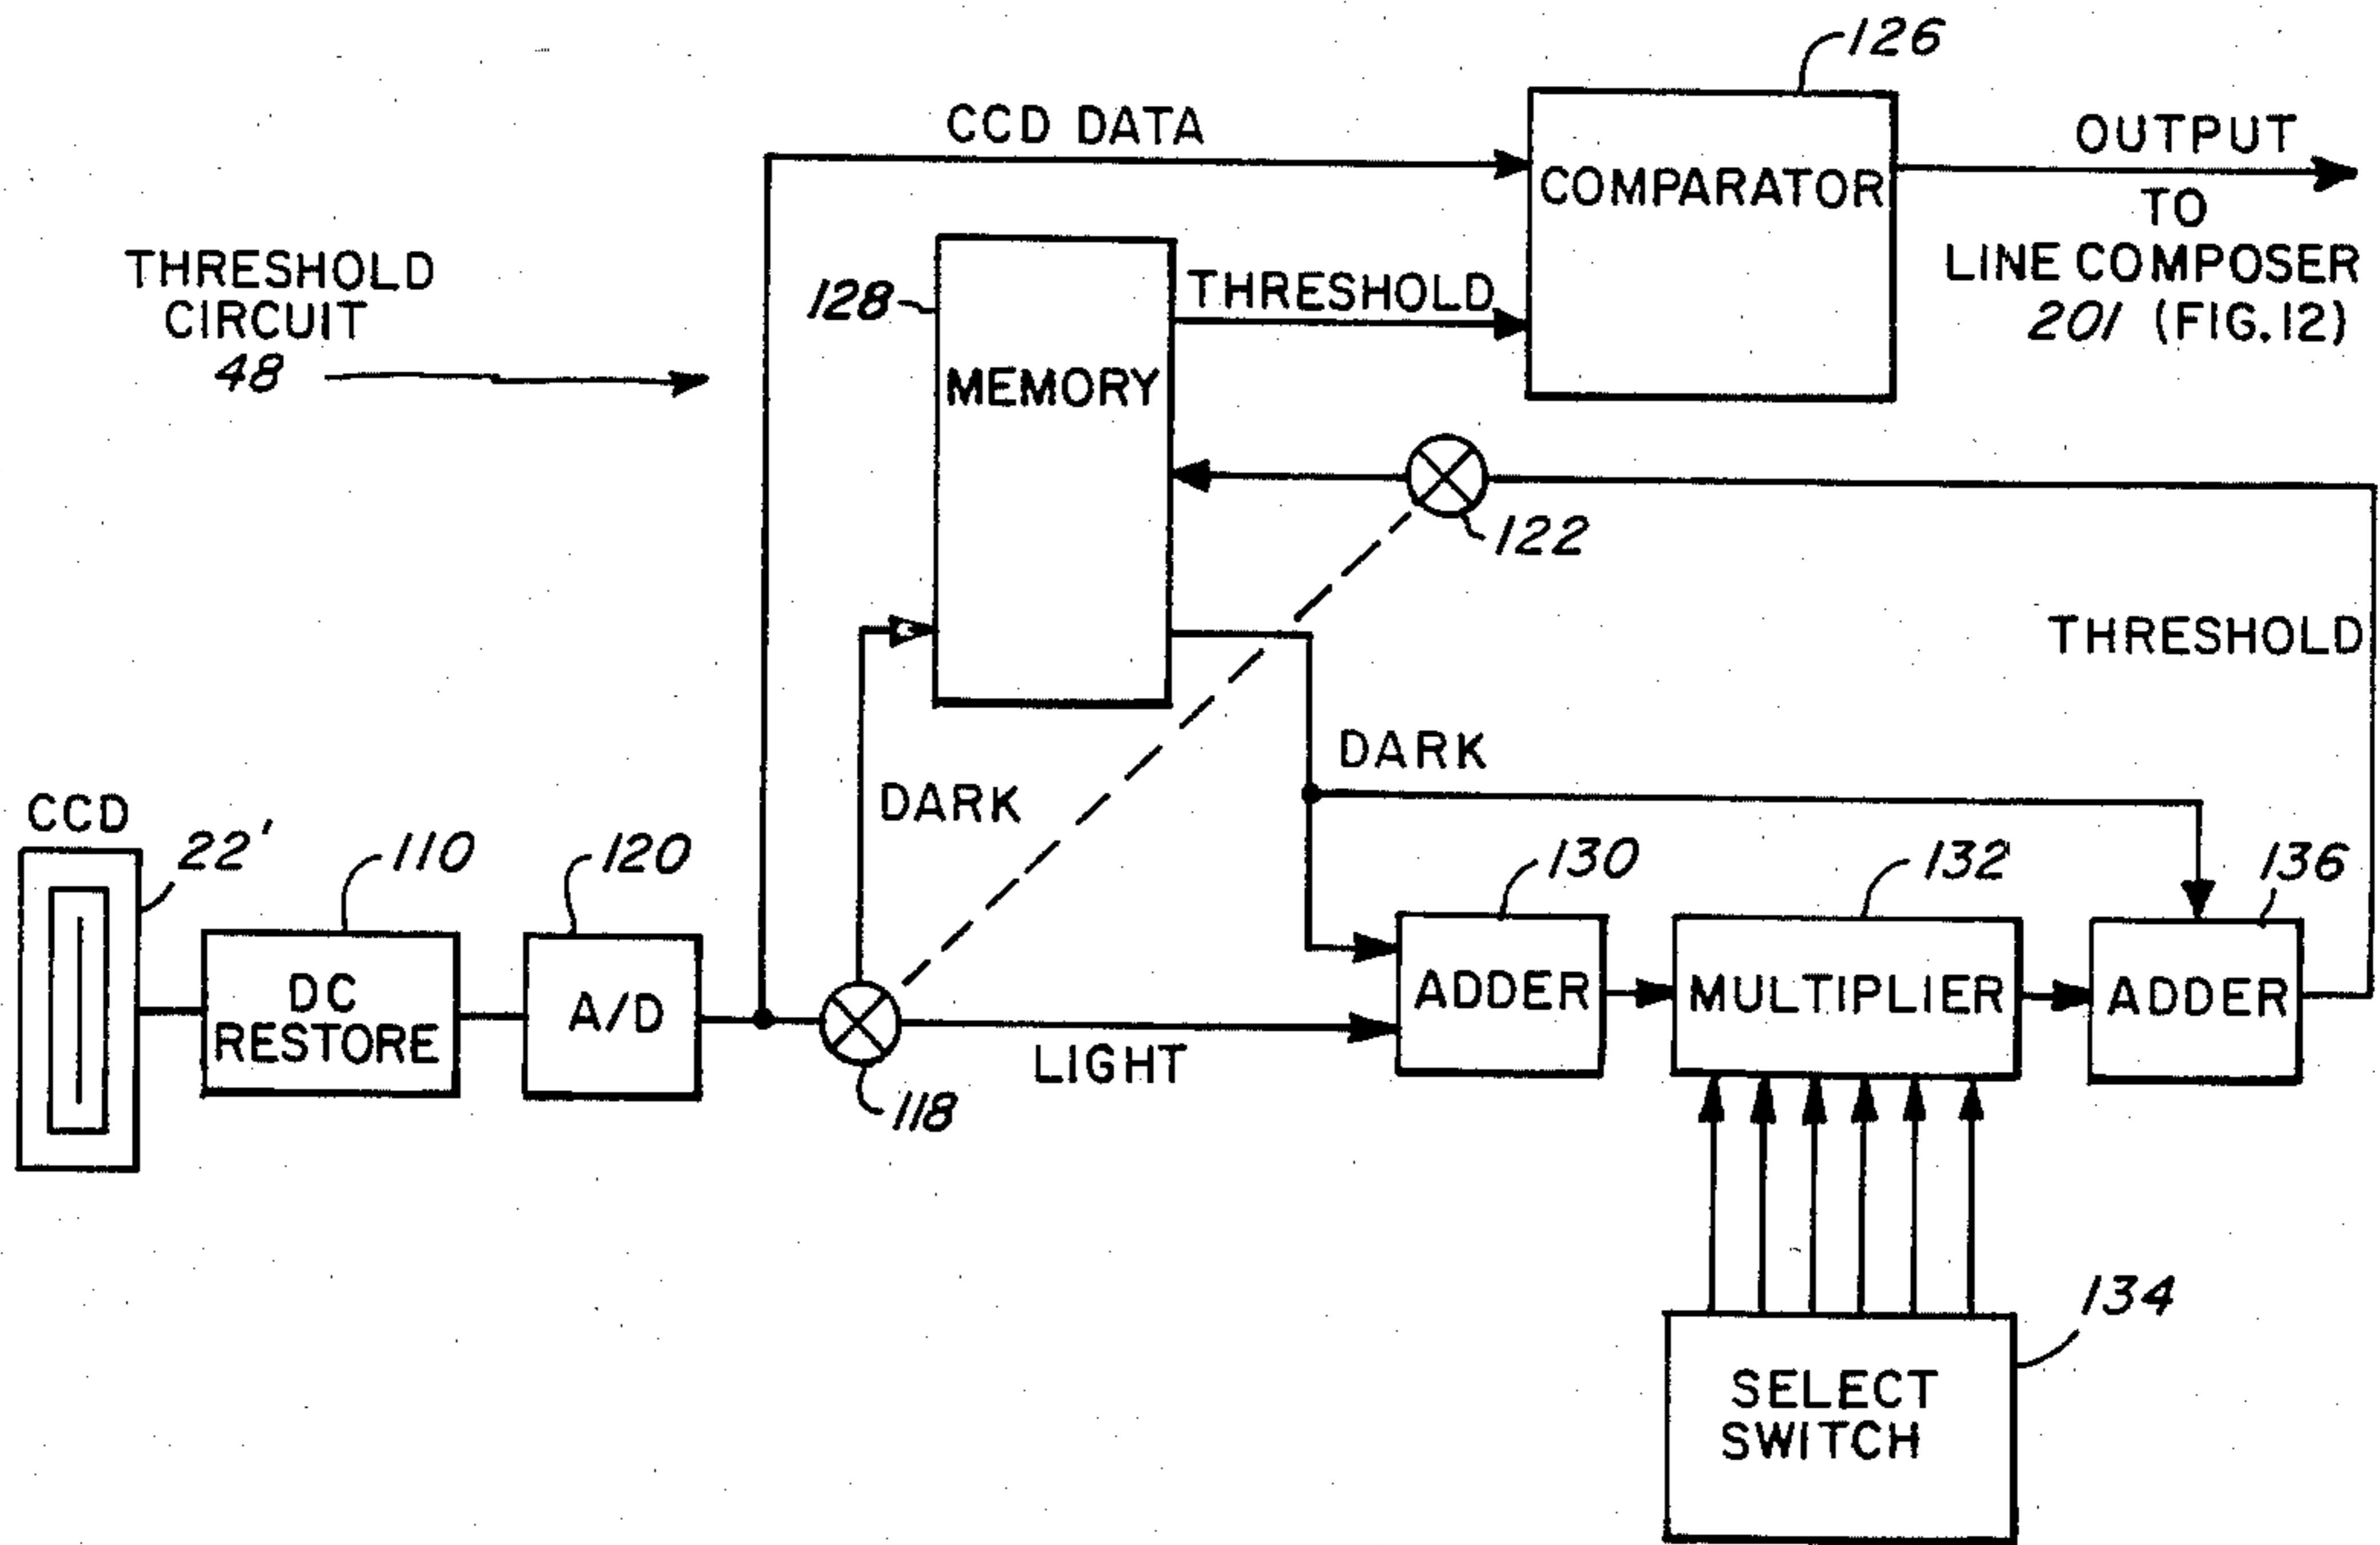 126
CCD DATA
OUTPUT
COMPARATOR
TO
LINE COMPOSER
201 (FIG.12)
THRESHOLD
CIRCUIT
48
128
THRESHOLD
MEMORY
122
THRESHOLD
DARK
DARK
CCD
22'
110
120
130
132
136
DC
RESTORE
A/D
ADDER
MULTIPLIER
ADDER
LIGHT
118
134
SELECT
SWITCH